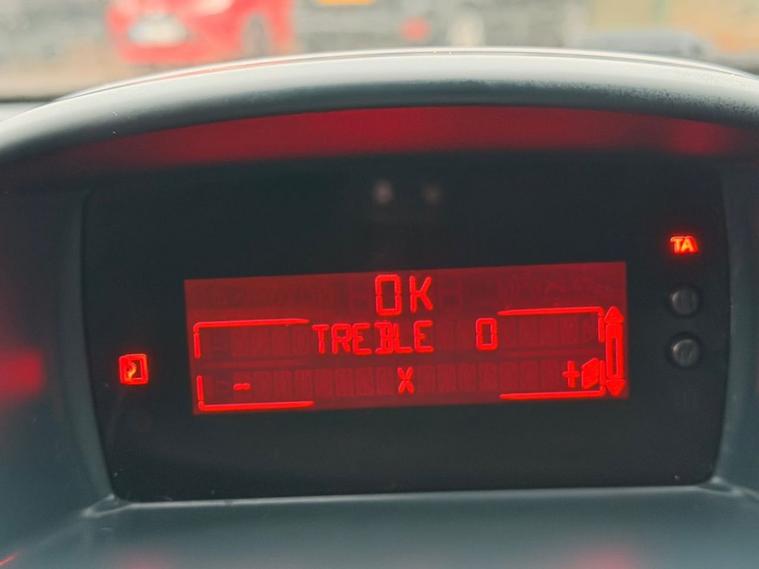 OK
TA
TREBLE 0
- X +